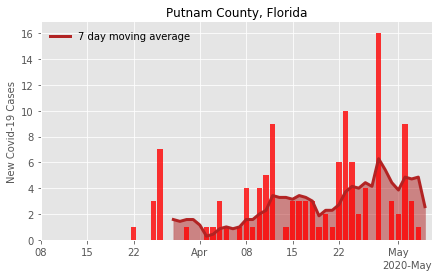 Putnam County, Florida
7 day moving average
New Covid-19 Cases
16
14
12
10
8
6
4
2
0
08 15 22 Apr 08 15 22 May
2020-May